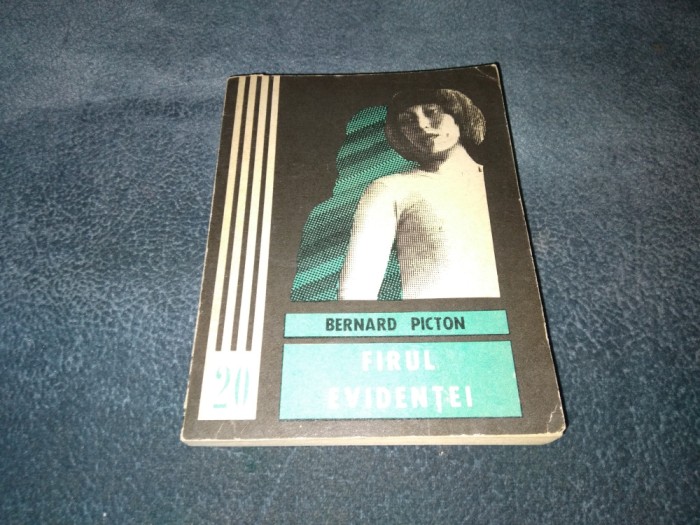 BERNARD PICTON
FIRUL
EVIDENȚEI
20